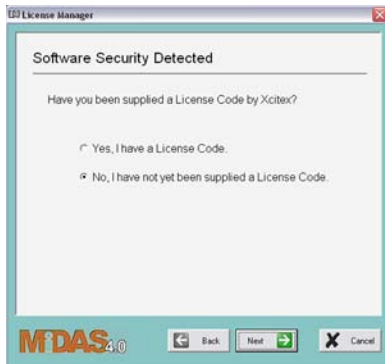 License Manager
Software Security Detected
Have you been supplied a License Code by Xcitex?
Yes, I have a License Code.
No, I have not yet been supplied a License Code.
MiDAS 4.0
Back
Next
Cancel